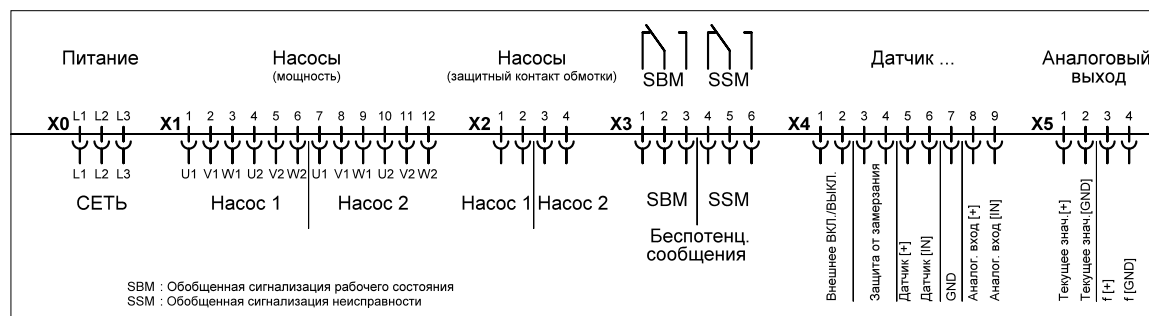 Питание
Насосы
(мощность)
Насосы
(защитный контакт обмотки)
SBM
SSM
Датчик ...
Аналоговый
выход
X0 L1 L2 L3
X1 1 2 3 4 5 6 7 8 9 10 11 12
X2 1 2 3 4
X3 1 2 3 4 5 6
X4 1 2 3 4 5 6 7 8 9
X5 1 2 3 4
L1 L2 L3
U1 V1 W1 U2 V2 W2 U1 V1 W1 U2 V2 W2
СЕТЬ
Насос 1
Насос 2
Насос 1
Насос 2
SBM
SSM
Беспотенц.
сообщения
Внешнее ВКЛ./ВЫКЛ.
Защита от замерзания
Датчик [+]
Датчик [IN]
GND
Аналог. вход [+]
Аналог. вход [IN]
Текущее знач.[+]
Текущее знач.[GND]
f [+]
f [GND]
SBM : Обобщенная сигнализация рабочего состояния
SSM : Обобщенная сигнализация неисправности